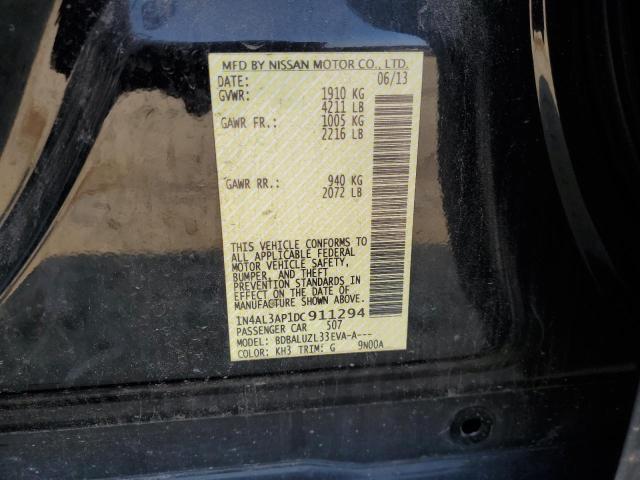 MFD BY NISSAN MOTOR CO., LTD.
DATE: 06/13
GVWR: 1910 KG
4211 LB
GAWR FR.: 1005 KG
2216 LB
GAWR RR.: 940 KG
2072 LB
THIS VEHICLE CONFORMS TO
ALL APPLICABLE FEDERAL
MOTOR VEHICLE SAFETY,
BUMPER, AND THEFT
PREVENTION STANDARDS IN
EFFECT ON THE DATE OF
MANUFACTURE SHOWN ABOVE.
1N4AL3AP1DC911294
PASSENGER CAR S07
MODEL: BDBALUZL33EVA-A---
COLOR: KH3 TRIM: G 9N00A